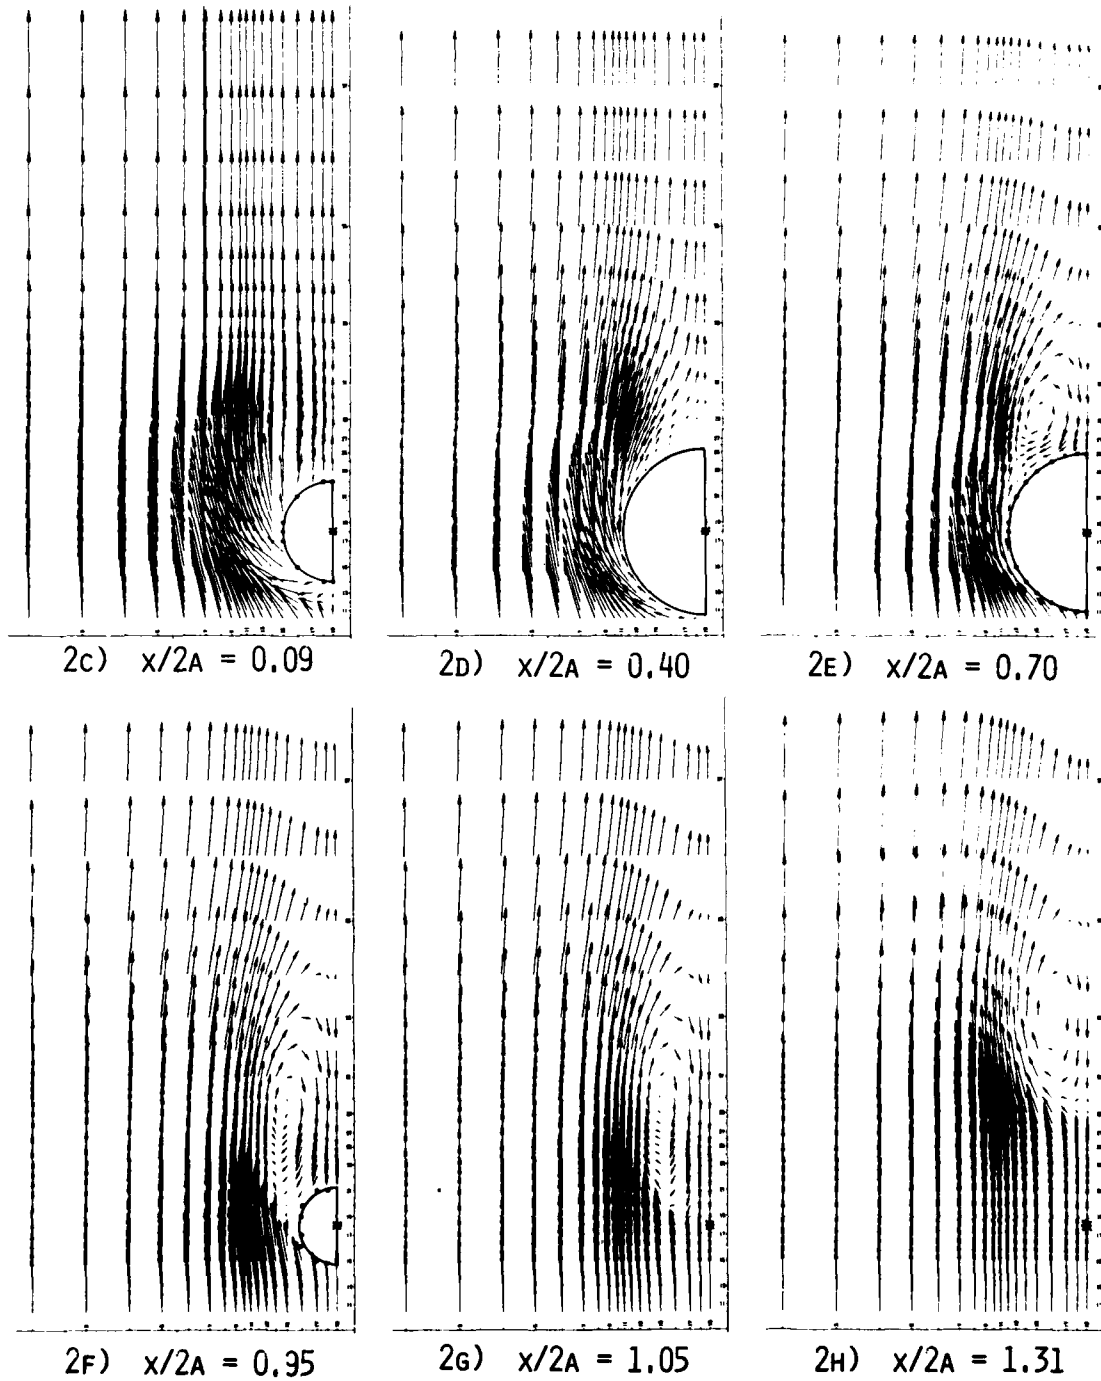 2C) X/2A = 0.09
2D) X/2A = 0.40
2E) X/2A = 0.70
2F) X/2A = 0.95
2G) X/2A = 1.05
2H) X/2A = 1.31